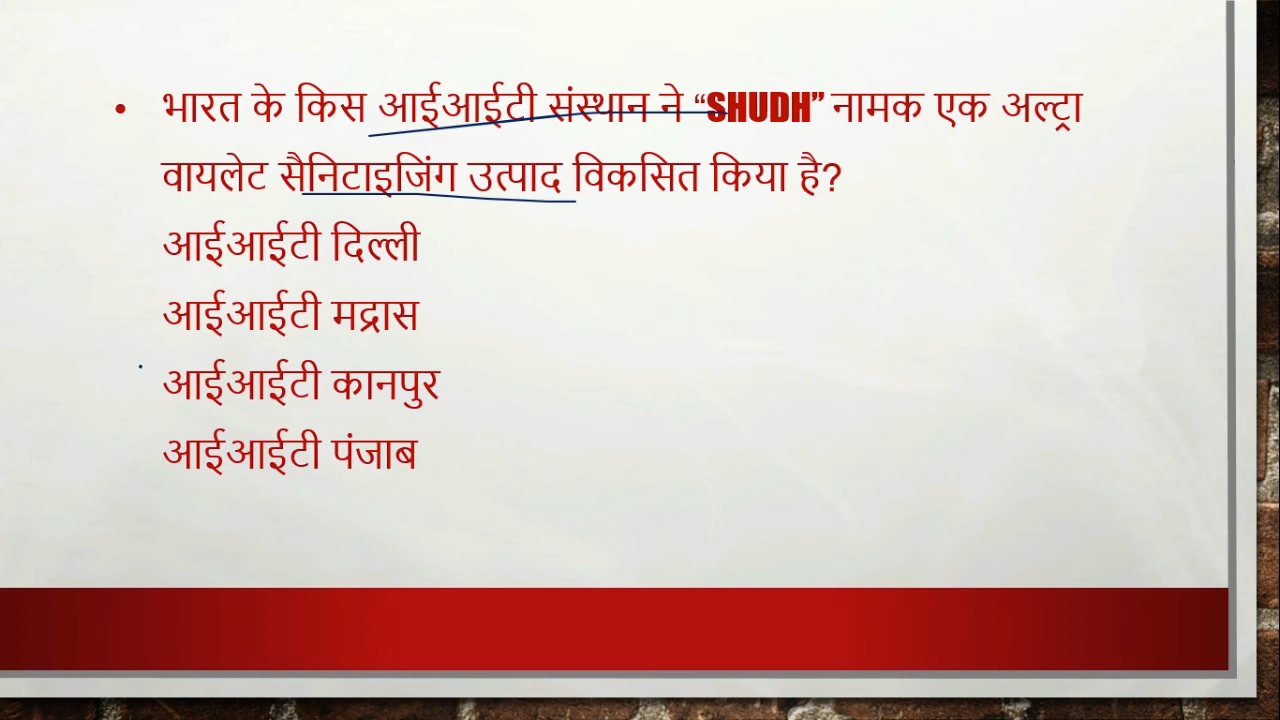 • भारत के किस आईआईटी संस्थान ने “SHUDH” नामक एक अल्ट्रा
वायलेट सैनिटाइजिंग उत्पाद विकसित किया है?
आईआईटी दिल्ली
आईआईटी मद्रास
आईआईटी कानपुर
आईआईटी पंजाब